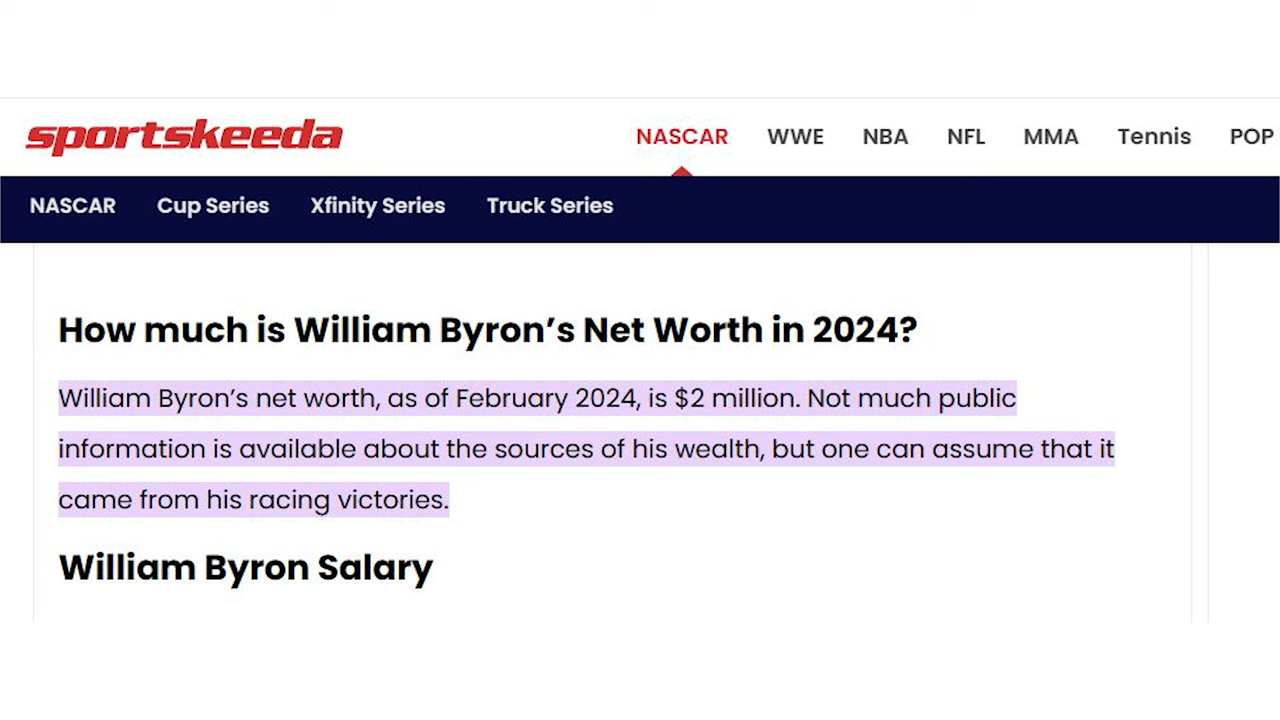 sportskeeda
NASCAR WWE NBA NFL MMA Tennis POP
NASCAR Cup Series Xfinity Series Truck Series
How much is William Byron’s Net Worth in 2024?
William Byron’s net worth, as of February 2024, is $2 million. Not much public
information is available about the sources of his wealth, but one can assume that it
came from his racing victories.
William Byron Salary